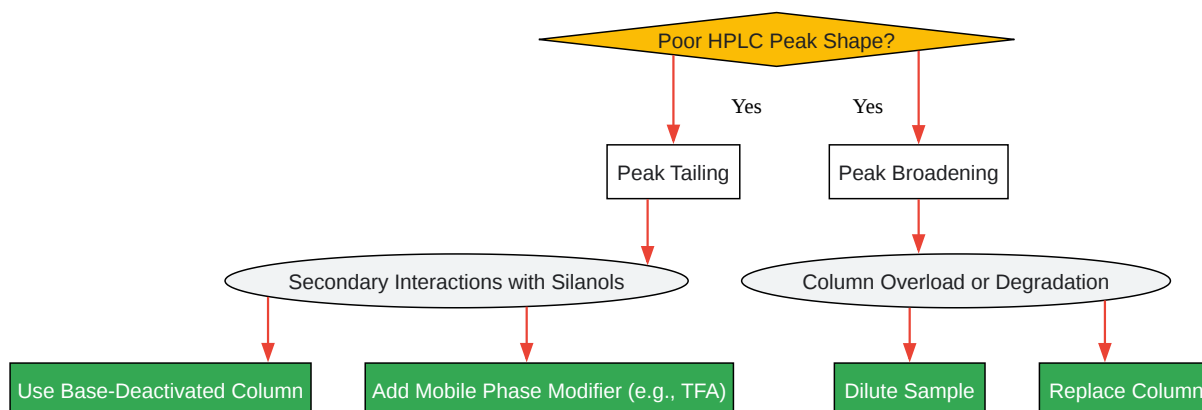 Poor HPLC Peak Shape?
Yes
Yes
Peak Tailing
Peak Broadening
Secondary Interactions with Silanols
Column Overload or Degradation
Use Base-Deactivated Column
Add Mobile Phase Modifier (e.g., TFA)
Dilute Sample
Replace Column